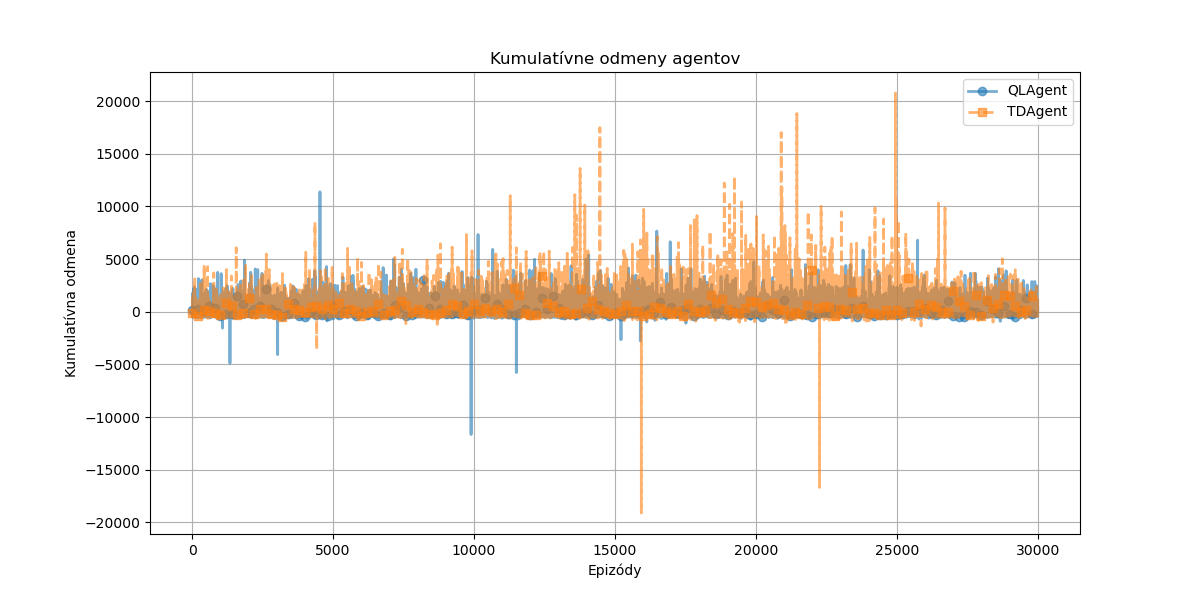 Kumulatívne odmeny agentov
QLAgent
TDAgent
Kumulatívna odmena
20000
15000
10000
5000
0
−5000
−10000
−15000
−20000
0 5000 10000 15000 20000 25000 30000
Epizódy